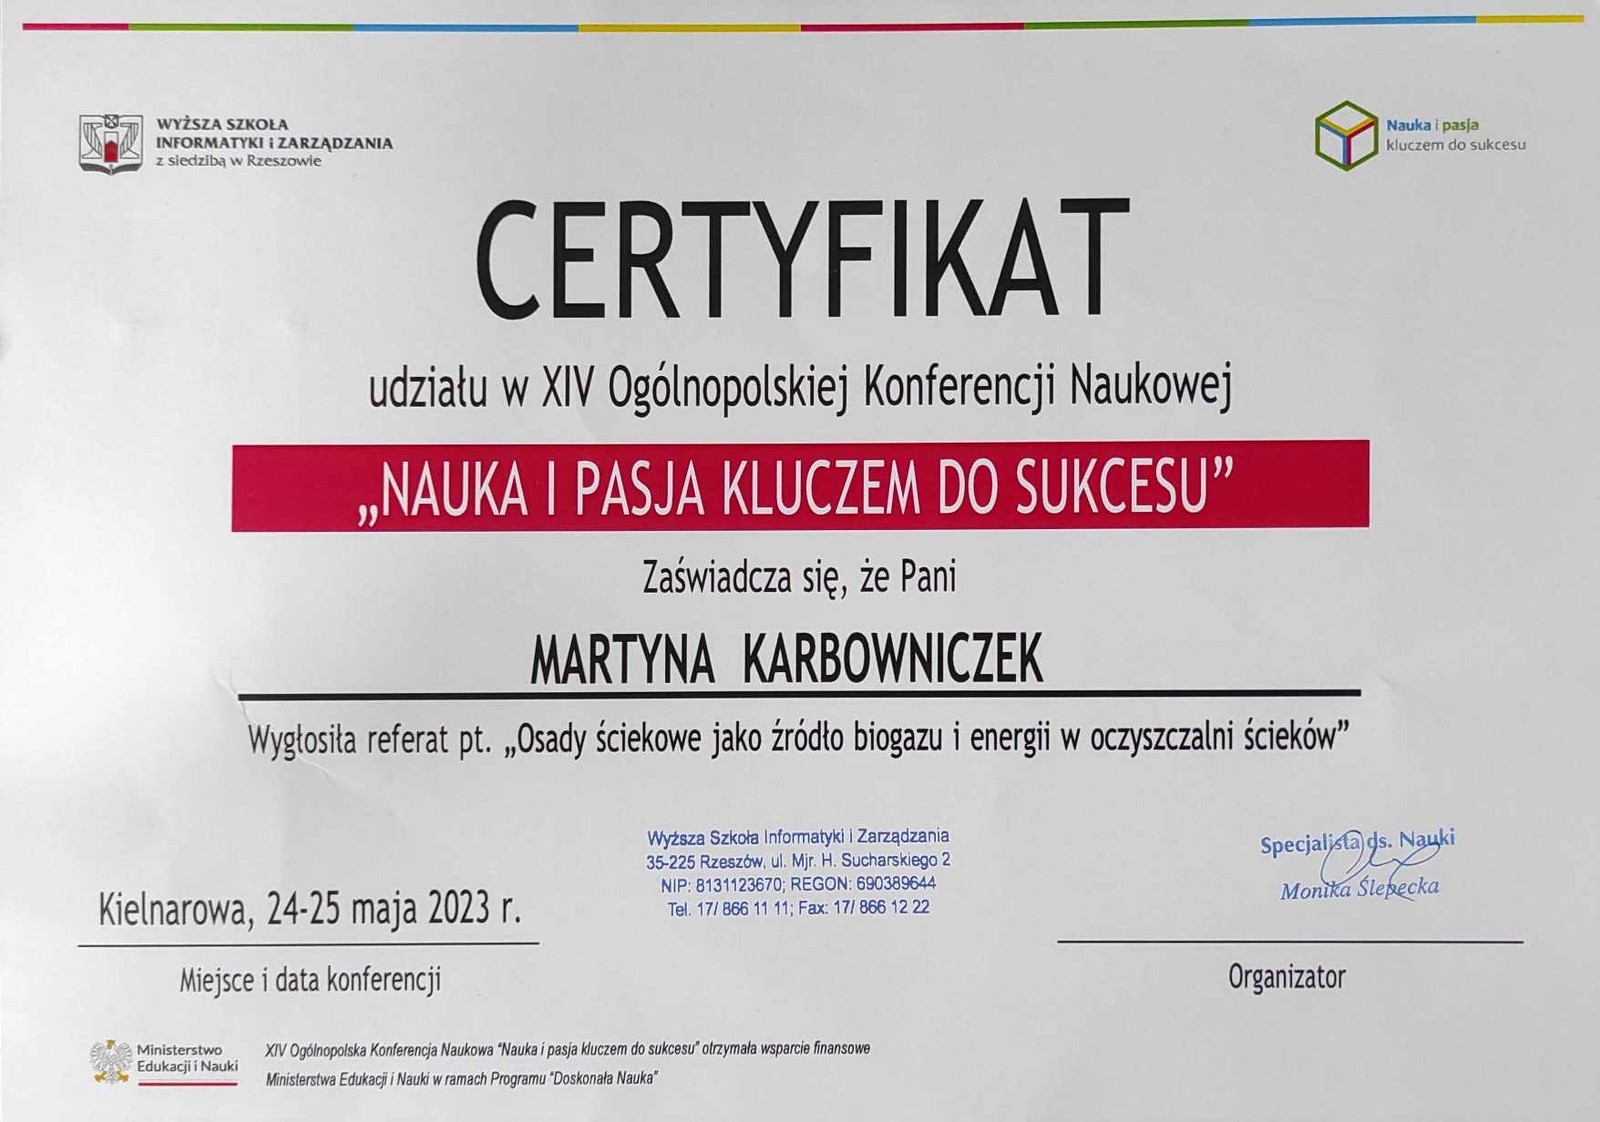 WYŻSZA SZKOŁA
INFORMATYKI i ZARZĄDZANIA
z siedzibą w Rzeszowie
Nauka i pasja
kluczem do sukcesu
CERTYFIKAT
udziału w XIV Ogólnopolskiej Konferencji Naukowej
„NAUKA I PASJA KLUCZEM DO SUKCESU”
Zaświadcza się, że Pani
MARTYNA KARBOWNICZEK
Wygłosiła referat pt. „Osady ściekowe jako źródło biogazu i energii w oczyszczalni ścieków”
Wyższa Szkoła Informatyki i Zarządzania
35-225 Rzeszów, ul. Mjr. H. Sucharskiego 2
NIP: 8131123670; REGON: 690389644
Tel. 17/ 866 11 11; Fax: 17/ 866 12 22
Specjalista ds. Nauki
Monika Ślepecka
Kielnarowa, 24-25 maja 2023 r.
Miejsce i data konferencji
Organizator
Ministerstwo
Edukacji i Nauki
XIV Ogólnopolska Konferencja Naukowa "Nauka i pasja kluczem do sukcesu" otrzymała wsparcie finansowe
Ministerstwa Edukacji i Nauki w ramach Programu "Doskonała Nauka"